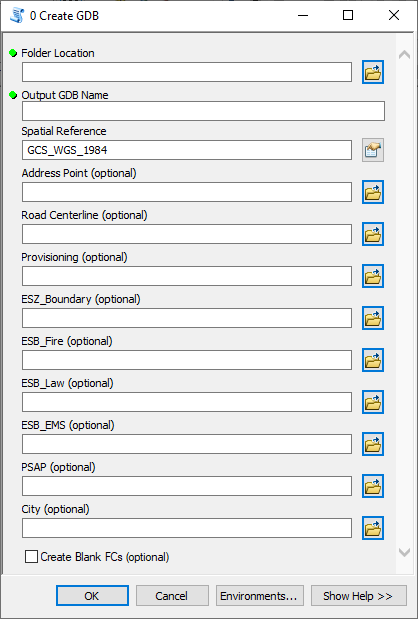 0 Create GDB
Folder Location
Output GDB Name
Spatial Reference
GCS_WGS_1984
Address Point (optional)
Road Centerline (optional)
Provisioning (optional)
ESZ_Boundary (optional)
ESB_Fire (optional)
ESB_Law (optional)
ESB_EMS (optional)
PSAP (optional)
City (optional)
Create Blank FCs (optional)
OK Cancel Environments... Show Help >>